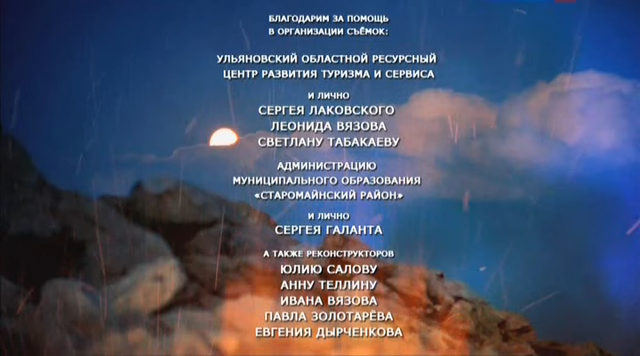 БЛАГОДАРИМ ЗА ПОМОЩЬ
В ОРГАНИЗАЦИИ СЪЁМОК:
УЛЬЯНОВСКИЙ ОБЛАСТНОЙ РЕСУРСНЫЙ
ЦЕНТР РАЗВИТИЯ ТУРИЗМА И СЕРВИСА
И ЛИЧНО
СЕРГЕЯ ЛАКОВСКОГО
ЛЕОНИДА ВЯЗОВА
СВЕТЛАНУ ТАБАКАЕВУ
АДМИНИСТРАЦИЮ
МУНИЦИПАЛЬНОГО ОБРАЗОВАНИЯ
«СТАРОМАЙНСКИЙ РАЙОН»
И ЛИЧНО
СЕРГЕЯ ГАЛАНТА
А ТАКЖЕ РЕКОНСТРУКТОРОВ
ЮЛИЮ САЛОВУ
АННУ ТЕЛЛИНУ
ИВАНА ВЯЗОВА
ПАВЛА ЗОЛОТАРЁВА
ЕВГЕНИЯ ДЫРЧЕНКОВА